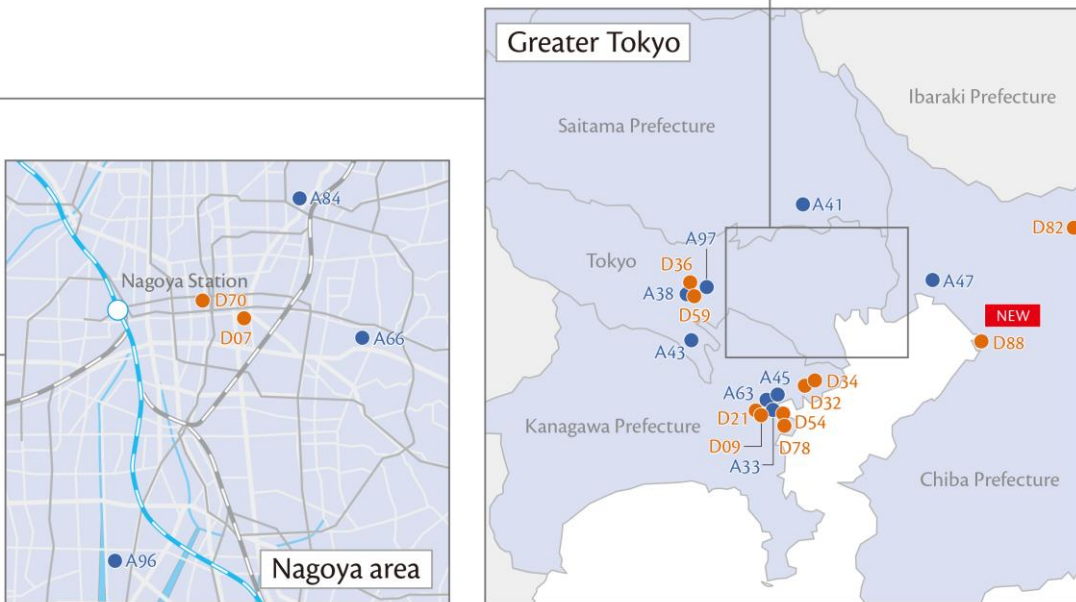 Greater Tokyo
Ibaraki Prefecture
Saitama Prefecture
A84
A41
D82
A97
Tokyo
D36
Nagoya Station
A47
A38
D70
D59
NEW
D07
A66
D88
A43
A45
D34
A63
D32
D21
D54
Kanagawa Prefecture
D09
D78
A33
Chiba Prefecture
A96
Nagoya area